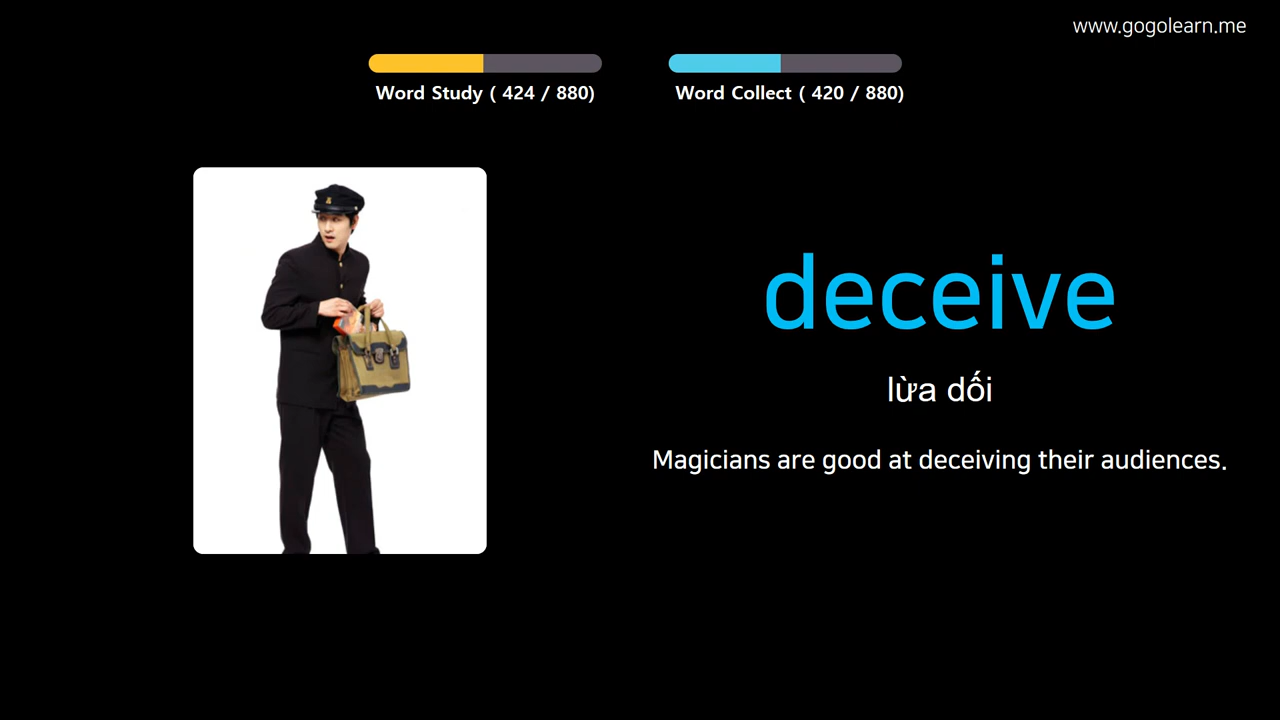 www.gogolearn.me
Word Study ( 424 / 880)
Word Collect ( 420 / 880)
deceive
lừa dối
Magicians are good at deceiving their audiences.